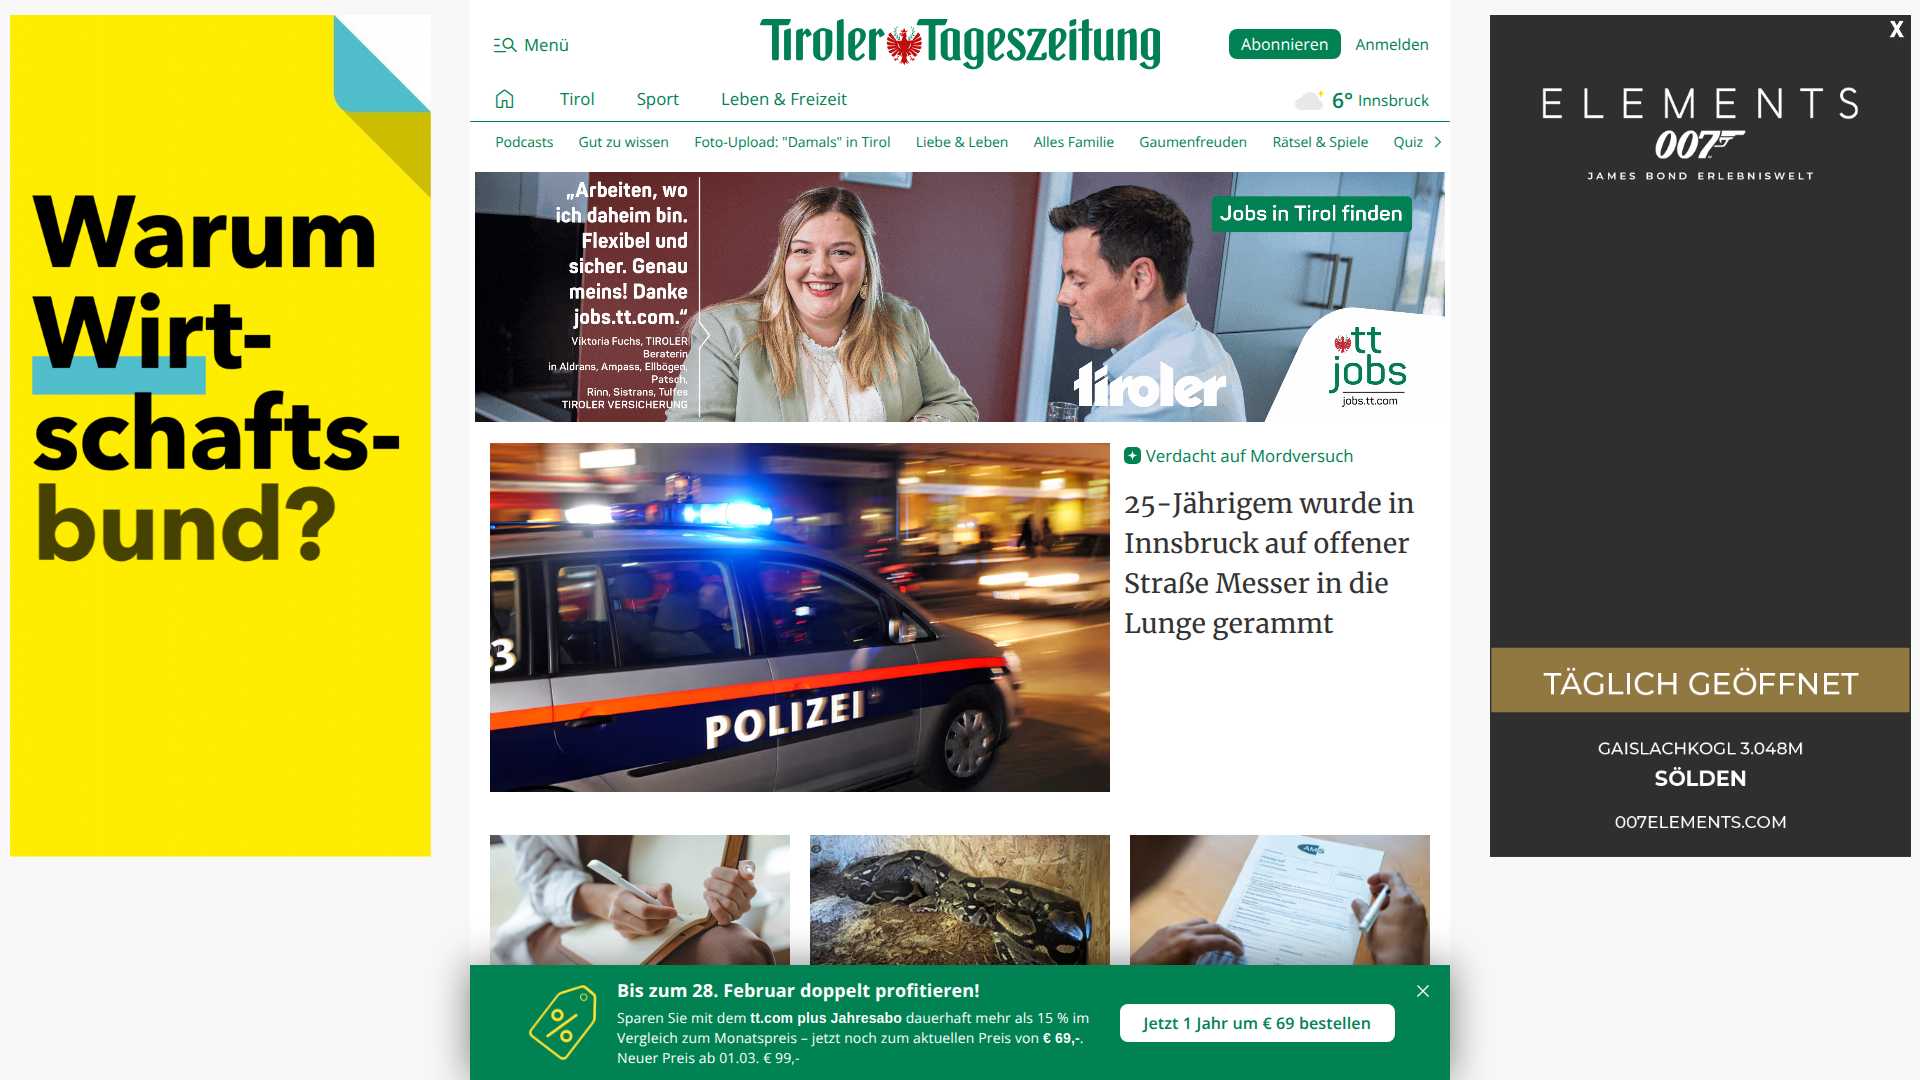 Warum
Wirt-
schafts-
bund?
Menü
Tiroler Tageszeitung
Abonnieren
Anmelden
Tirol
Sport
Leben & Freizeit
6° Innsbruck
Podcasts
Gut zu wissen
Foto-Upload: "Damals" in Tirol
Liebe & Leben
Alles Familie
Gaumenfreuden
Rätsel & Spiele
Quiz
„Arbeiten, wo
ich daheim bin.
Flexibel und
sicher. Genau
meins! Danke
jobs.tt.com.“
Viktoria Fuchs, TIROLER
Beraterin
in Aldrans, Ampass, Ellbögen,
Patsch,
Rinn, Sistrans, Tulfes
TIROLER VERSICHERUNG
tiroler
Jobs in Tirol finden
tt
jobs
jobs.tt.com
3
POLIZEI
Verdacht auf Mordversuch
25-Jährigem wurde in
Innsbruck auf offener
Straße Messer in die
Lunge gerammt
AMS
Bis zum 28. Februar doppelt profitieren!
Sparen Sie mit dem tt.com plus Jahresabo dauerhaft mehr als 15 % im
Vergleich zum Monatspreis – jetzt noch zum aktuellen Preis von € 69,-.
Neuer Preis ab 01.03. € 99,-
Jetzt 1 Jahr um € 69 bestellen
X
ELEMENTS
007
JAMES BOND ERLEBNISWELT
TÄGLICH GEÖFFNET
GAISLACHKOGL 3.048M
SÖLDEN
007ELEMENTS.COM